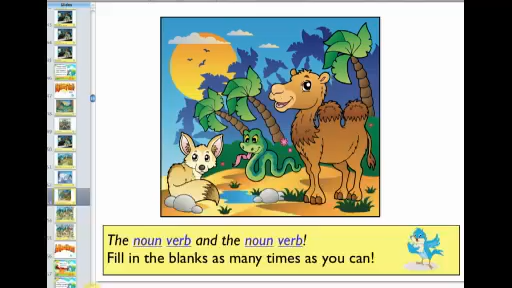 The noun verb and the noun verb!
Fill in the blanks as many times as you can!